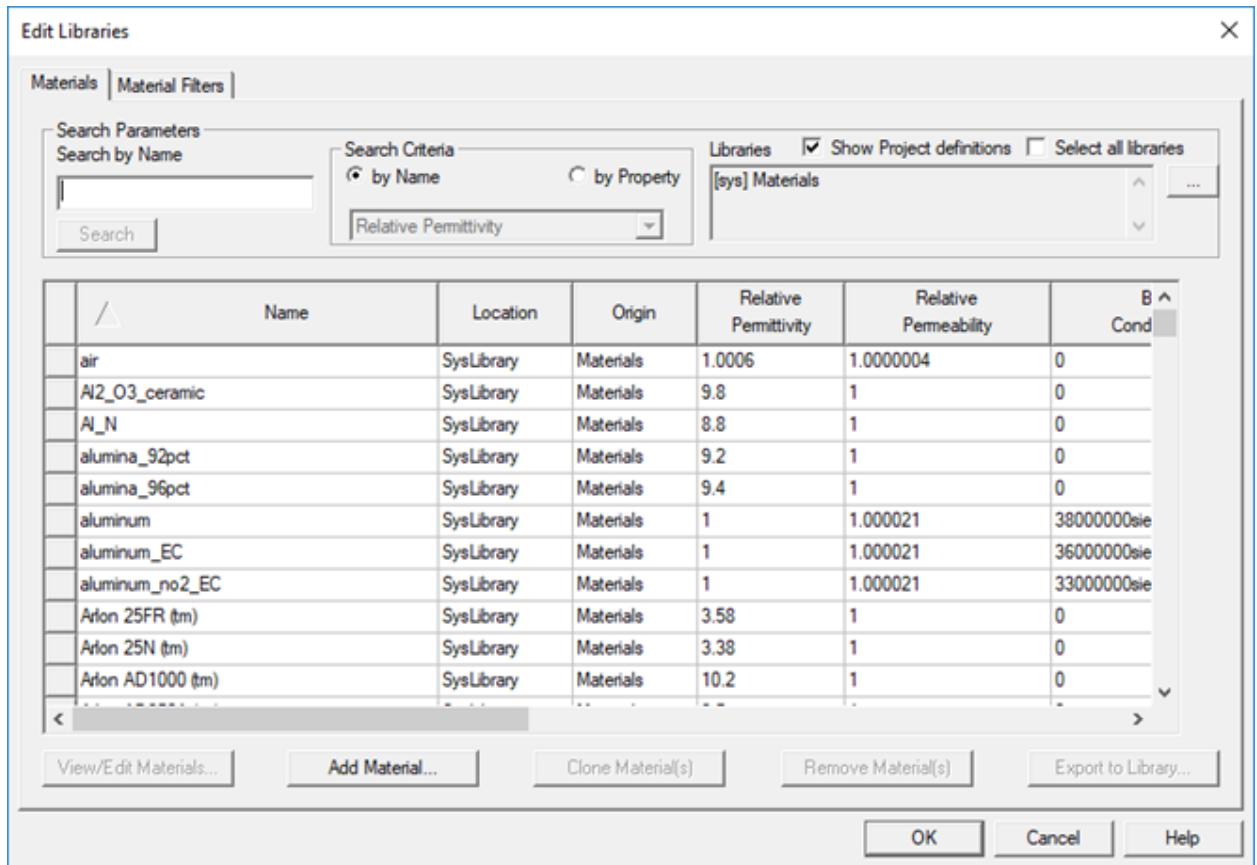 Edit Libraries
Materials Material Filters
Search Parameters
Search by Name
Search
Search Criteria
by Name by Property
Relative Permittivity
Libraries Show Project definitions Select all libraries
[sys] Materials
...
Name Location Origin Relative Permittivity Relative Permeability B Cond
air SysLibrary Materials 1.0006 1.0000004 0
Al2_O3_ceramic SysLibrary Materials 9.8 1 0
Al_N SysLibrary Materials 8.8 1 0
alumina_92pct SysLibrary Materials 9.2 1 0
alumina_96pct SysLibrary Materials 9.4 1 0
aluminum SysLibrary Materials 1 1.000021 38000000sie
aluminum_EC SysLibrary Materials 1 1.000021 36000000sie
aluminum_no2_EC SysLibrary Materials 1 1.000021 33000000sie
Arlon 25FR (tm) SysLibrary Materials 3.58 1 0
Arlon 25N (tm) SysLibrary Materials 3.38 1 0
Arlon AD1000 (tm) SysLibrary Materials 10.2 1 0
View/Edit Materials... Add Material... Clone Material(s) Remove Material(s) Export to Library...
OK Cancel Help